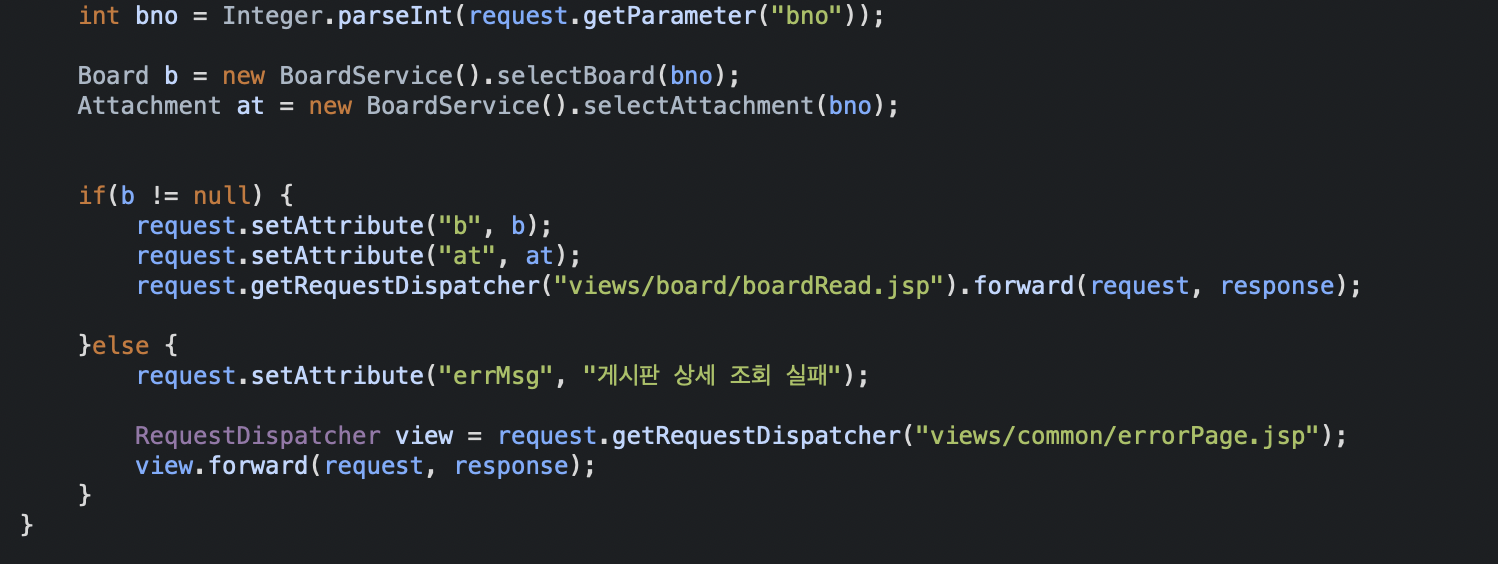 int bno = Integer.parseInt(request.getParameter("bno"));
Board b = new BoardService().selectBoard(bno);
Attachment at = new BoardService().selectAttachment(bno);
if(b != null) {
request.setAttribute("b", b);
request.setAttribute("at", at);
request.getRequestDispatcher("views/board/boardRead.jsp").forward(request, response);
}else {
request.setAttribute("errMsg", "게시판 상세 조회 실패");
RequestDispatcher view = request.getRequestDispatcher("views/common/errorPage.jsp");
view.forward(request, response);
}
}